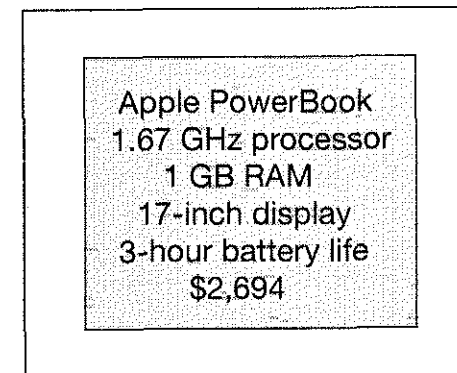 Apple PowerBook
1.67 GHz processor
1 GB RAM
17-inch display
3-hour battery life
$2,694